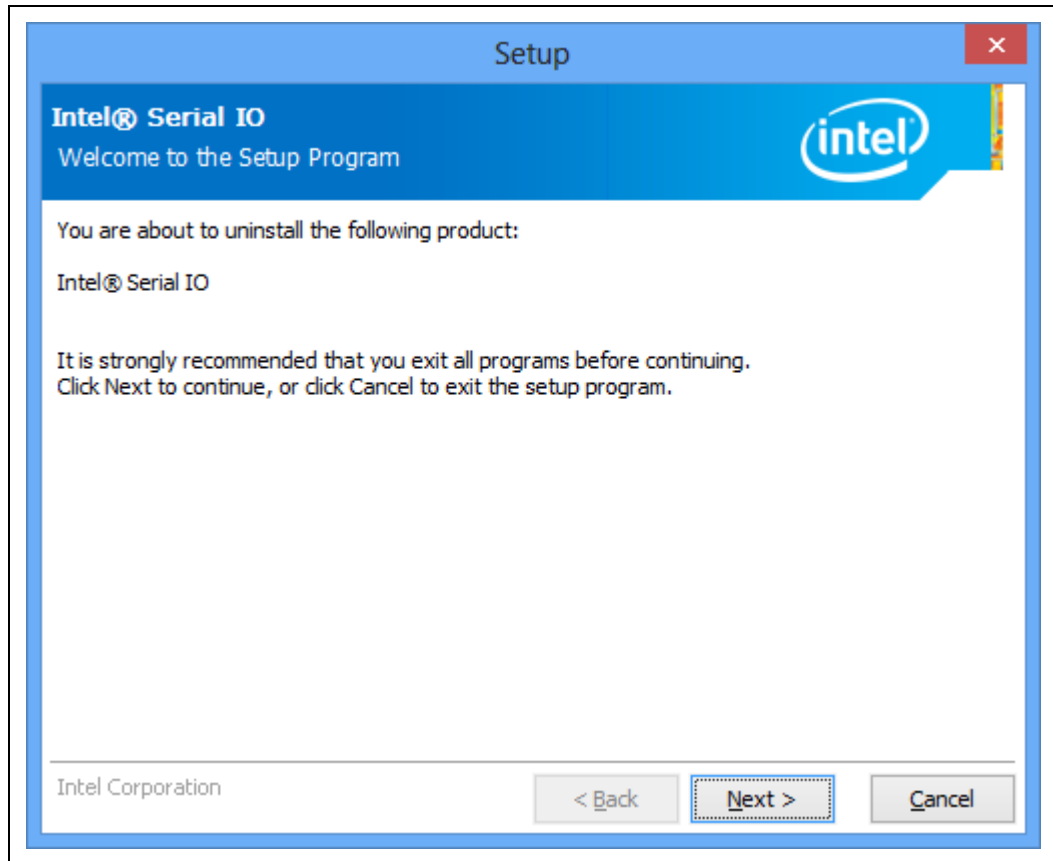 Setup
Intel® Serial IO
Welcome to the Setup Program
intel
You are about to uninstall the following product:
Intel® Serial IO
It is strongly recommended that you exit all programs before continuing.
Click Next to continue, or click Cancel to exit the setup program.
Intel Corporation
< Back Next > Cancel